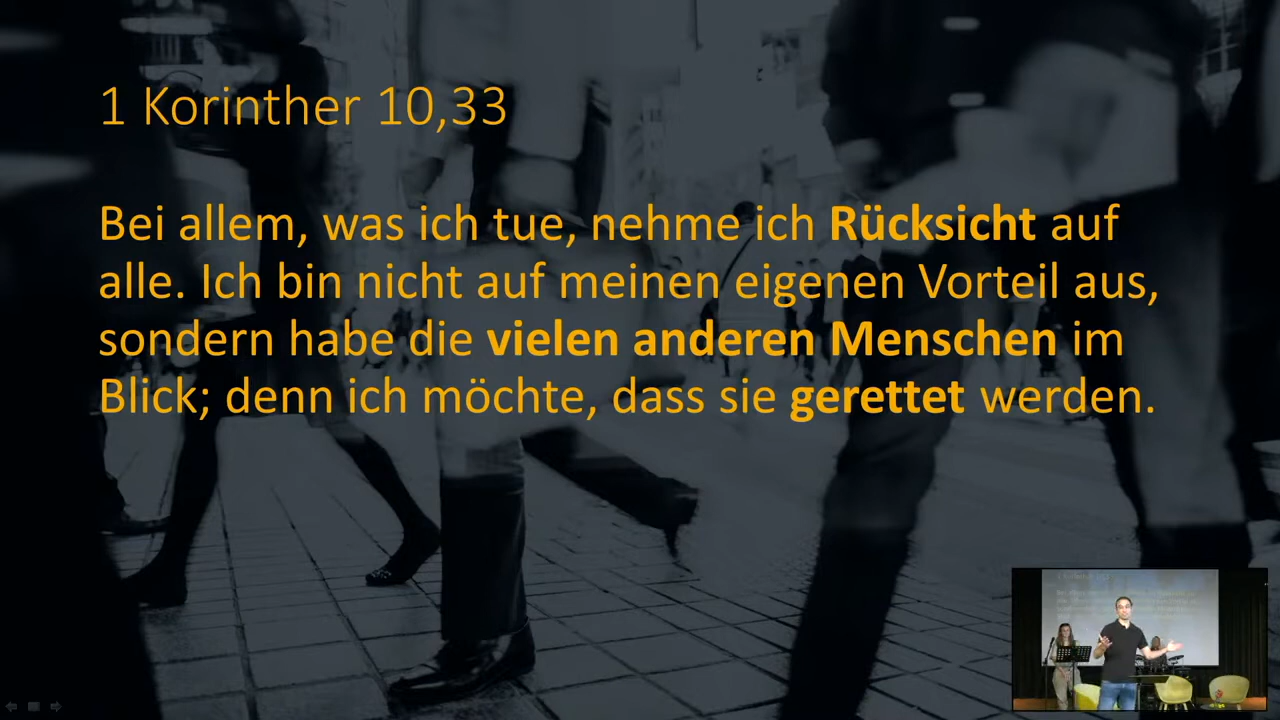 1 Korinther 10,33
Bei allem, was ich tue, nehme ich Rücksicht auf
alle. Ich bin nicht auf meinen eigenen Vorteil aus,
sondern habe die vielen anderen Menschen im
Blick; denn ich möchte, dass sie gerettet werden.